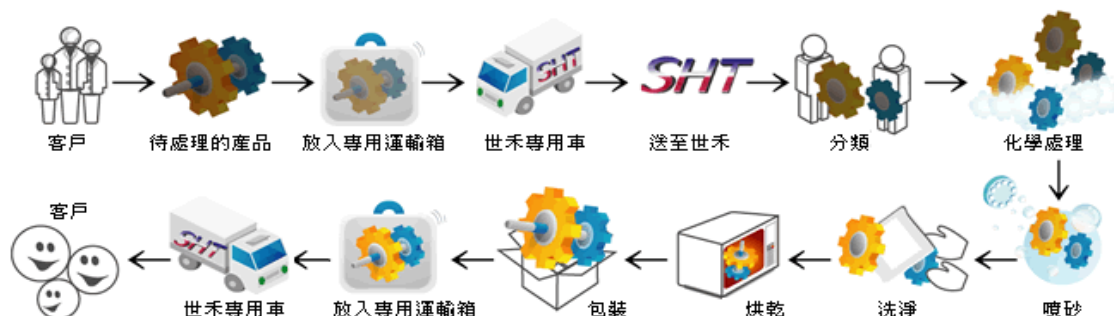 SHT
SHT
客戶
待處理的產品
放入專用運輸箱
世禾專用車
送至世禾
分類
化學處理
客戶
SHT
世禾專用車
放入專用運輸箱
包裝
烘乾
洗淨
噴砂